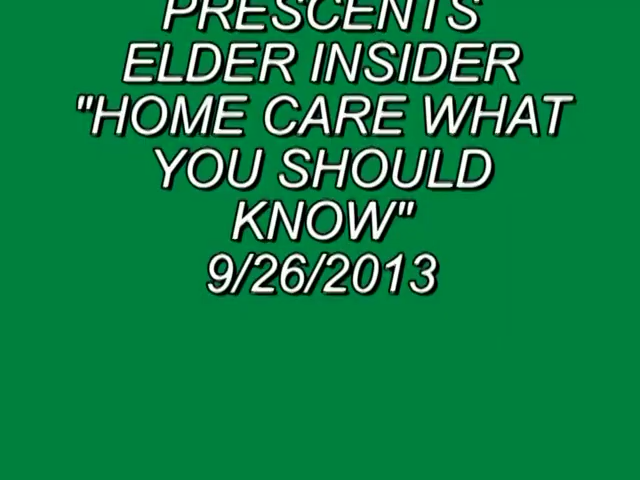 PRESCENTS
ELDER INSIDER
"HOME CARE WHAT
YOU SHOULD
KNOW"
9/26/2013